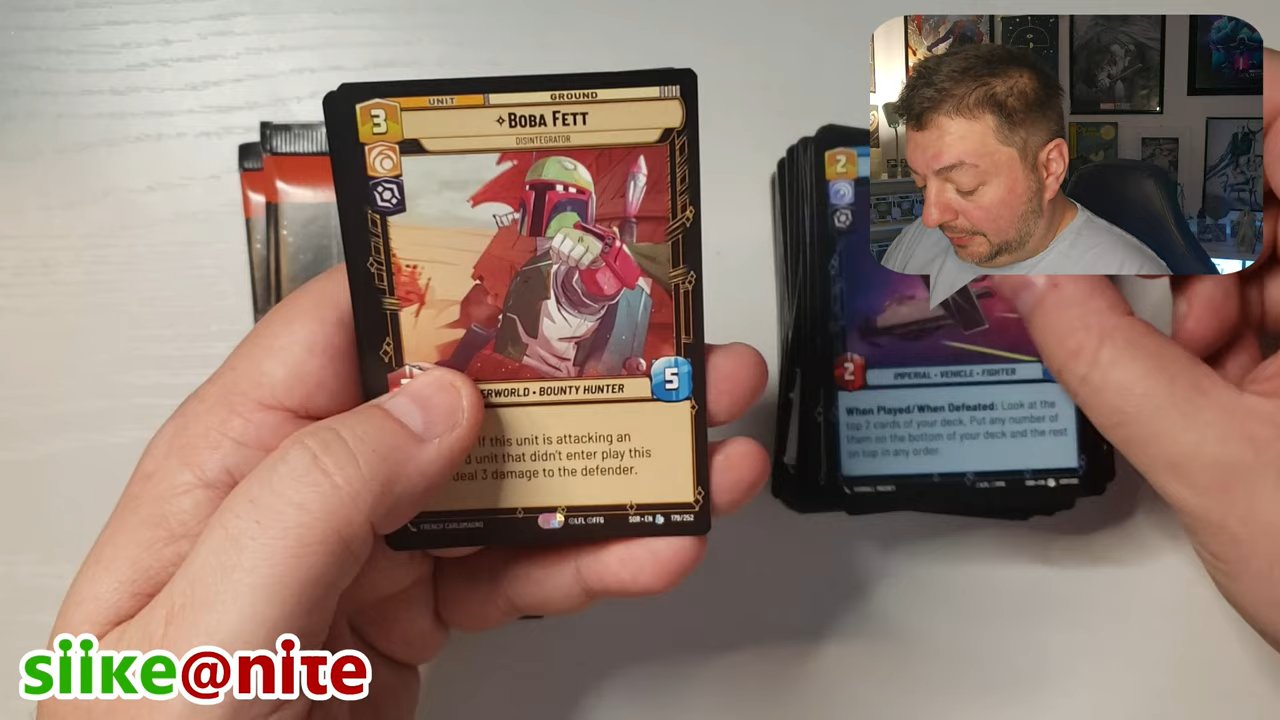 UNIT GROUND
3
BOBA FETT
DISINTEGRATOR
5
BOUNTY HUNTER
If this unit is attacking an
unit that didn't enter play this
deal 3 damage to the defender.
FRENCH CARLOMAGNO ©LFL ©FFG SOR • EN 179/252
2
2
IMPERIAL • VEHICLE • FIGHTER
When Played/When Defeated: Look at the
top 2 cards of your deck. Put any number of
them on the bottom of your deck and the rest
on top in any order.
siike@nite